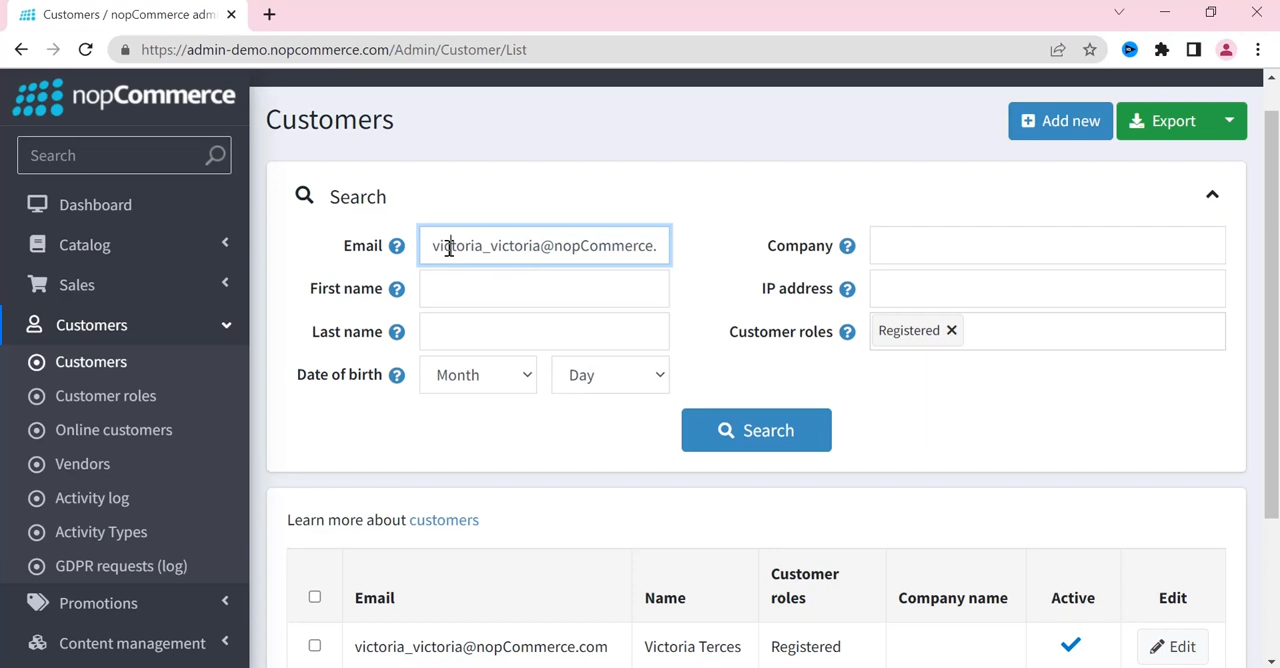 Customers / nopCommerce adm
https://admin-demo.nopcommerce.com/Admin/Customer/List
nopCommerce
Search
Dashboard
Catalog
Sales
Customers
Customers
Customer roles
Online customers
Vendors
Activity log
Activity Types
GDPR requests (log)
Promotions
Content management
Customers
Add new
Export
Search
Email
victoria_victoria@nopCommerce.
Company
First name
IP address
Last name
Customer roles
Registered
Date of birth
Month
Day
Search
Learn more about customers
Email
Name
Customer
roles
Company name
Active
Edit
victoria_victoria@nopCommerce.com
Victoria Terces
Registered
Edit